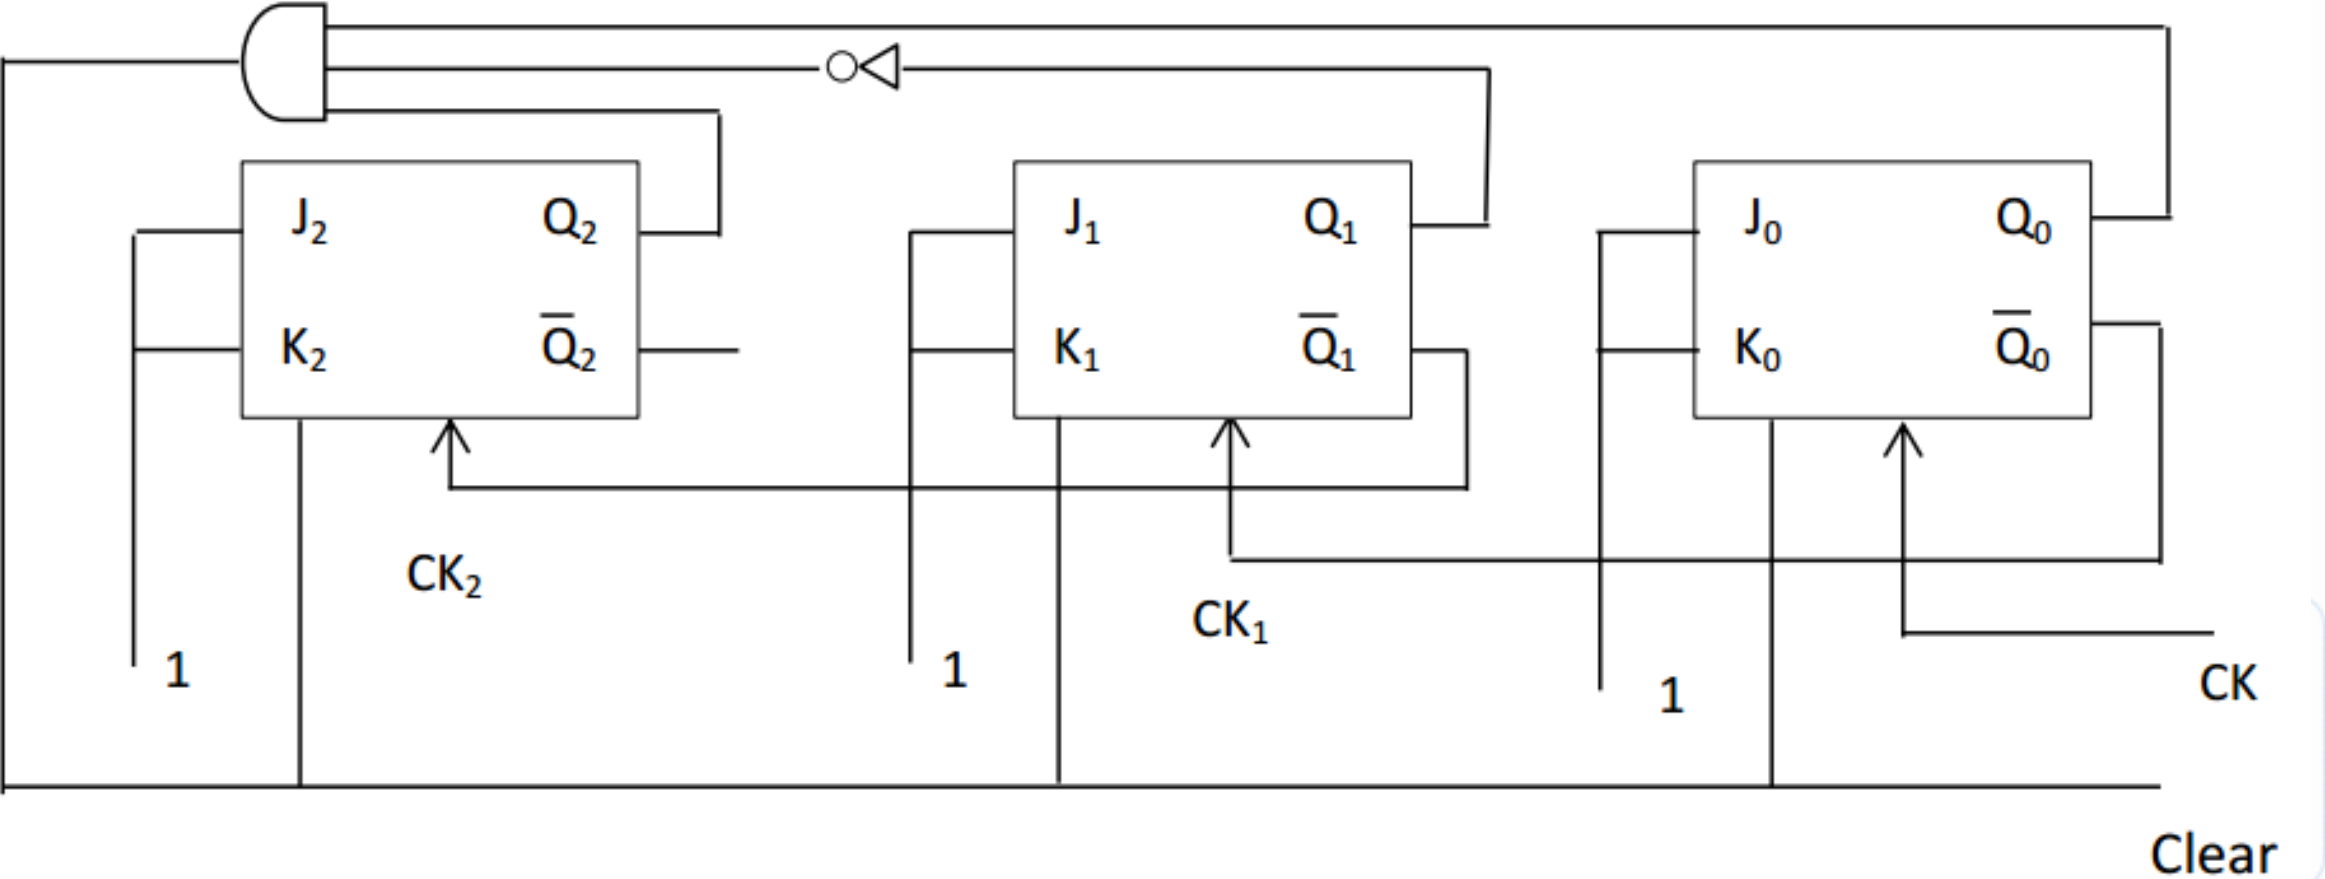 J₂ Q₂ J₁ Q₁ J₀ Q₀
K₂ Q̅₂ K₁ Q̅₁ K₀ Q̅₀
CK₂
CK₁
1 1 1 CK
Clear